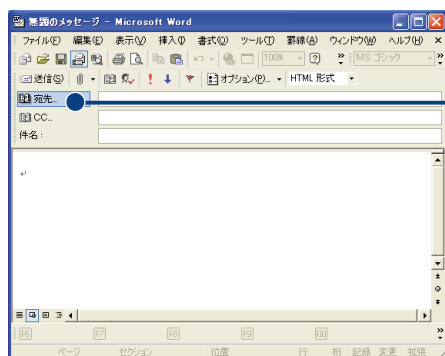 無題のメッセージ - Microsoft Word
ファイル(F) 編集(E) 表示(V) 挿入(I) 書式(O) ツール(T) 罫線(A) ウィンドウ(W) ヘルプ(H) ×
100% MS ゴシック
送信(S) オプション(P)... HTML 形式
宛先...
CC...
件名:
F6 F7 F8 F9 F10
ページ セクション 位置 行 桁 記録 変更 拡張